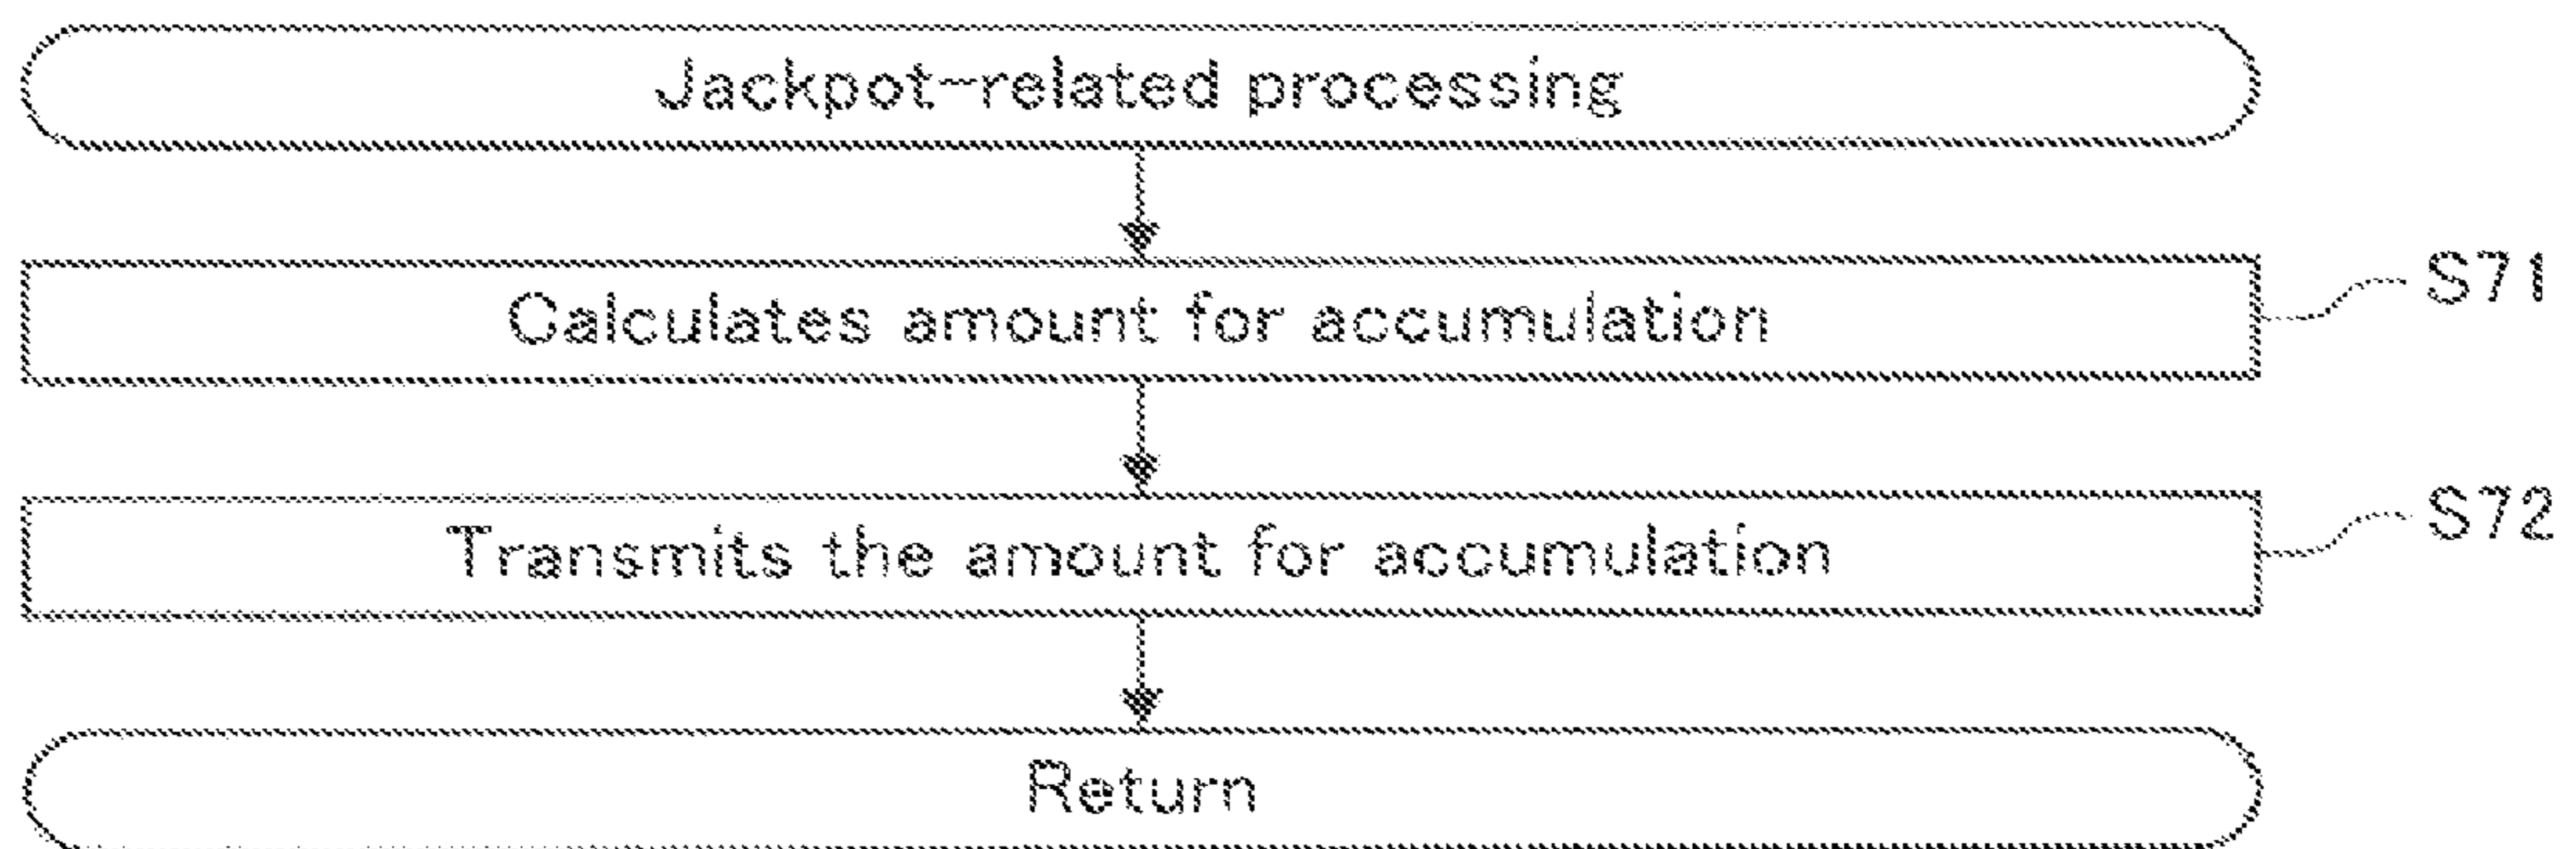 Jackpot-related processing
Calculates amount for accumulation
S71
Transmits the amount for accumulation
S72
Return